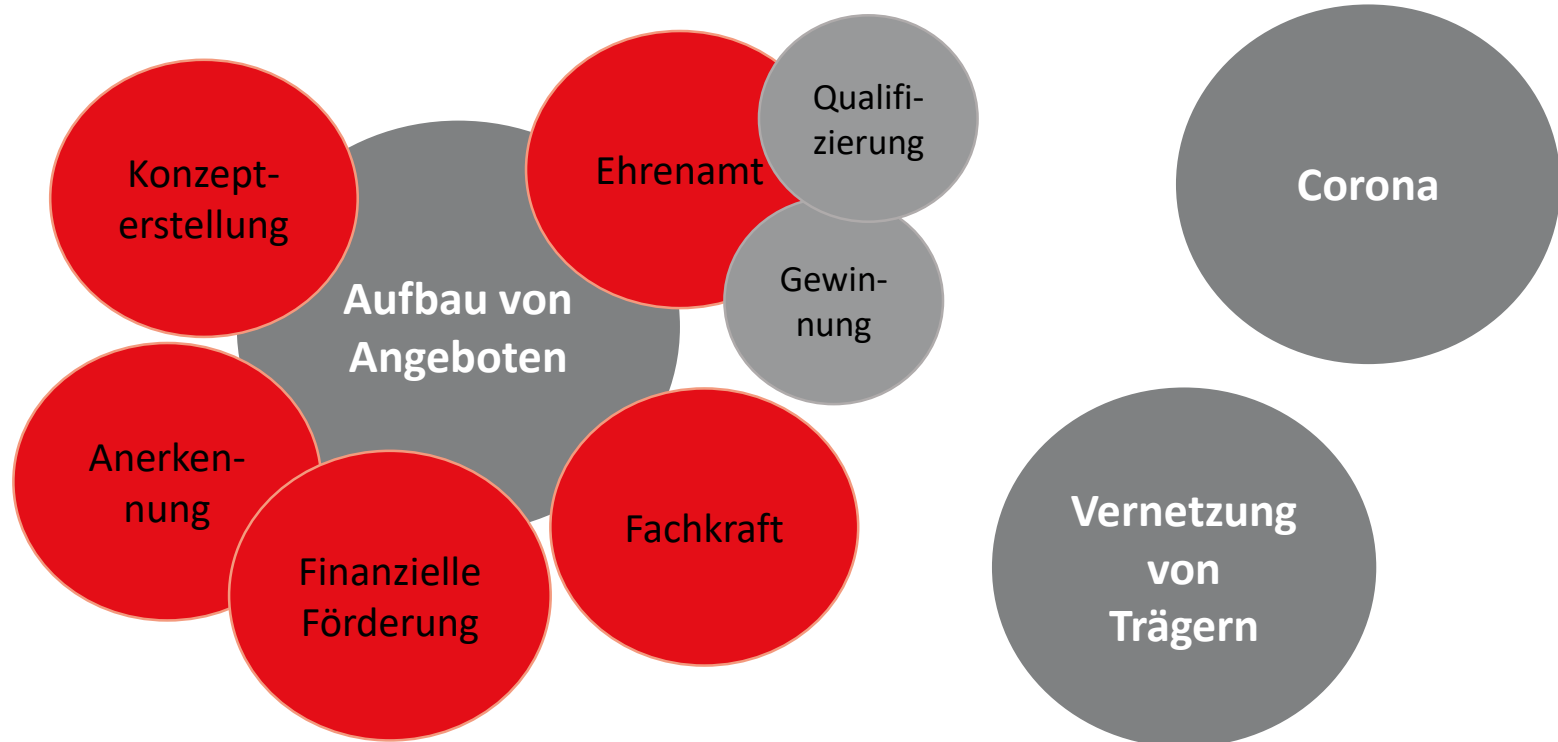 Konzept-
erstellung
Ehrenamt
Qualifi-
zierung
Gewin-
nung
Aufbau von
Angeboten
Anerken-
nung
Finanzielle
Förderung
Fachkraft
Corona
Vernetzung
von
Trägern